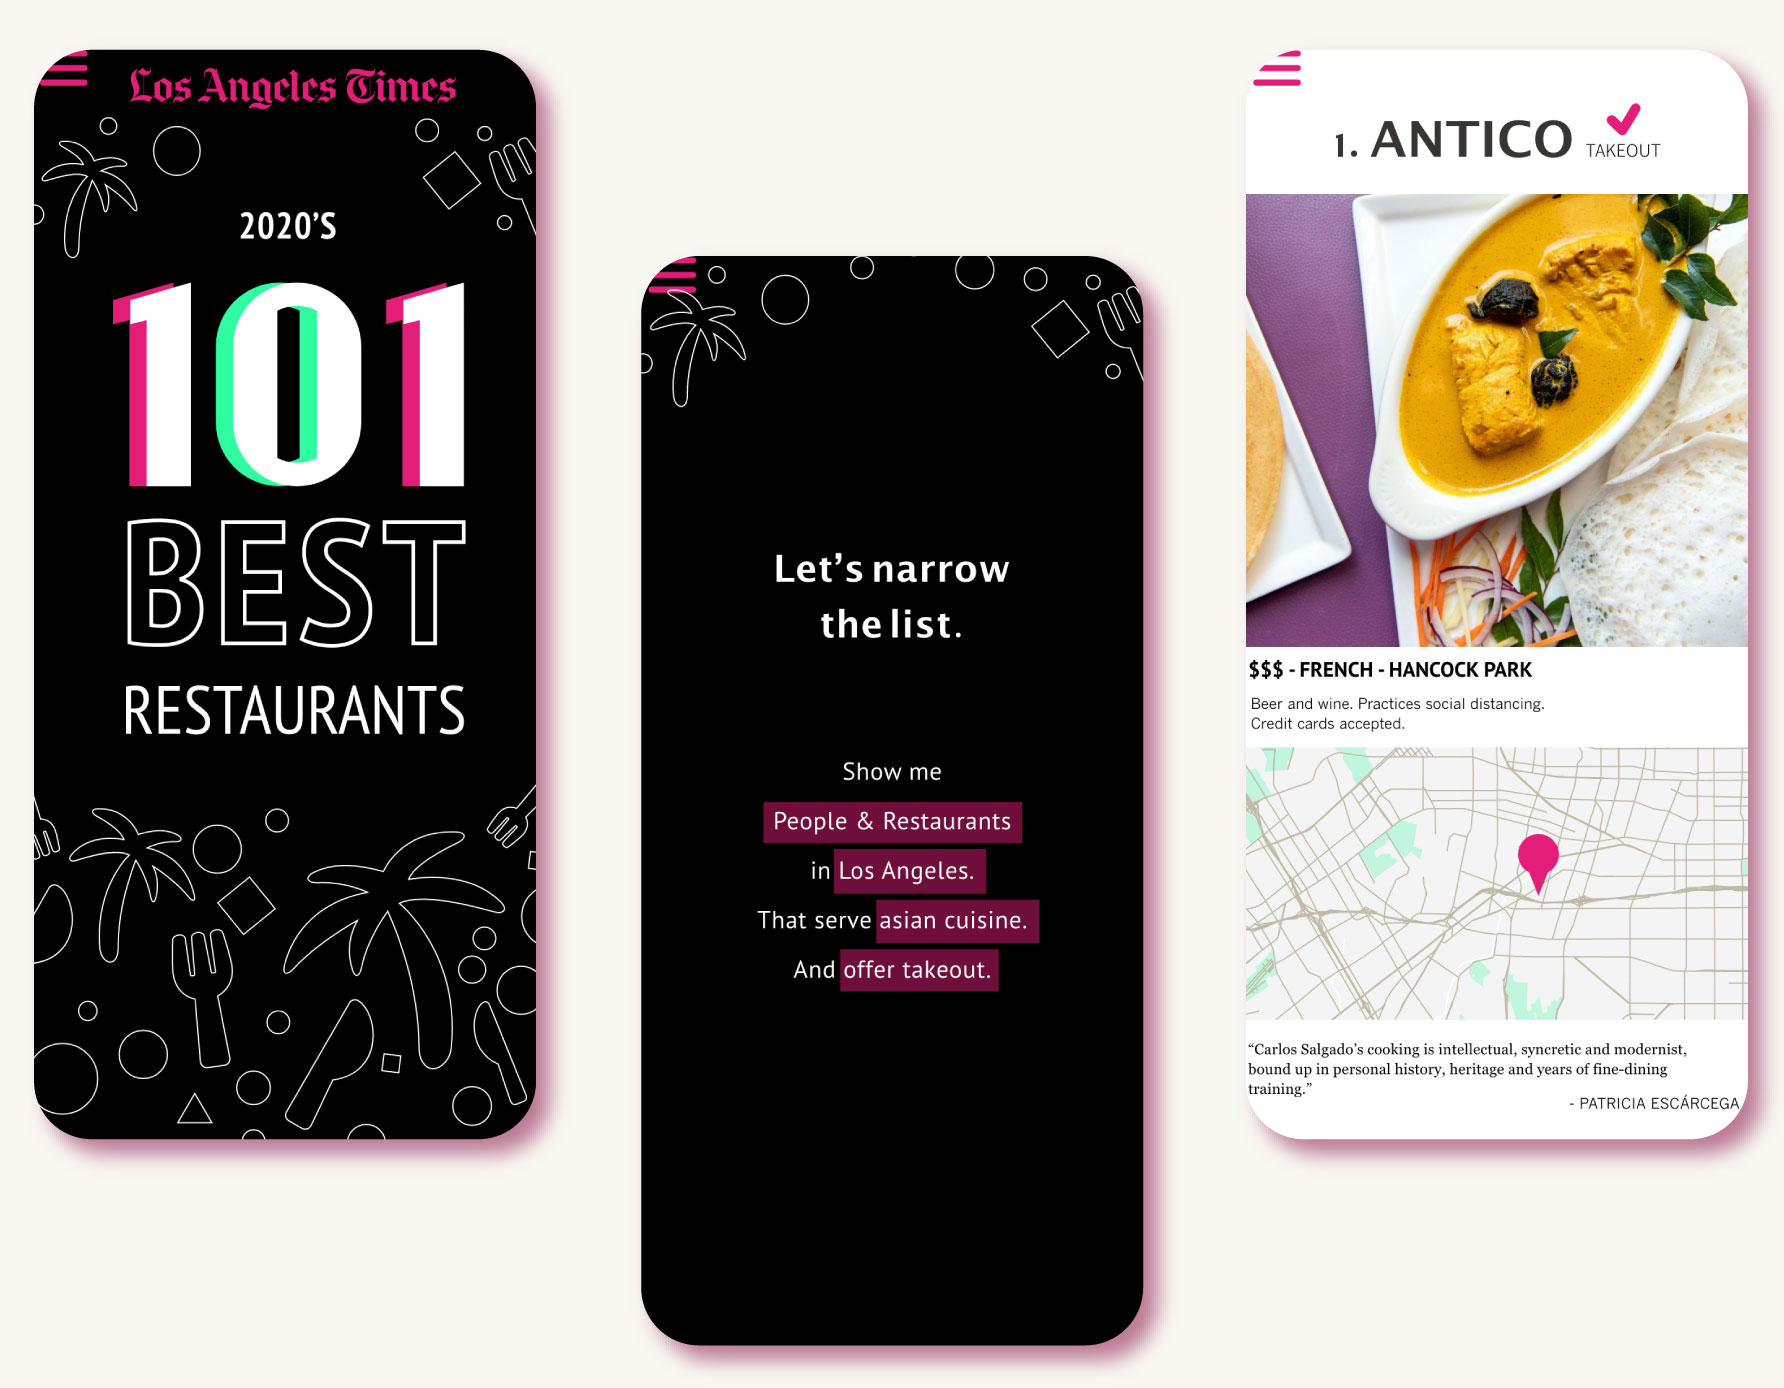 Los Angeles Times
2020’S
101
BEST
RESTAURANTS
Let’s narrow
the list.
Show me
People & Restaurants
in Los Angeles.
That serve asian cuisine.
And offer takeout.
1. ANTICO
TAKEOUT
$$$ - FRENCH - HANCOCK PARK
Beer and wine. Practices social distancing.
Credit cards accepted.
“Carlos Salgado’s cooking is intellectual, syncretic and modernist,
bound up in personal history, heritage and years of fine-dining
training.”
- PATRICIA ESCÁRCEGA